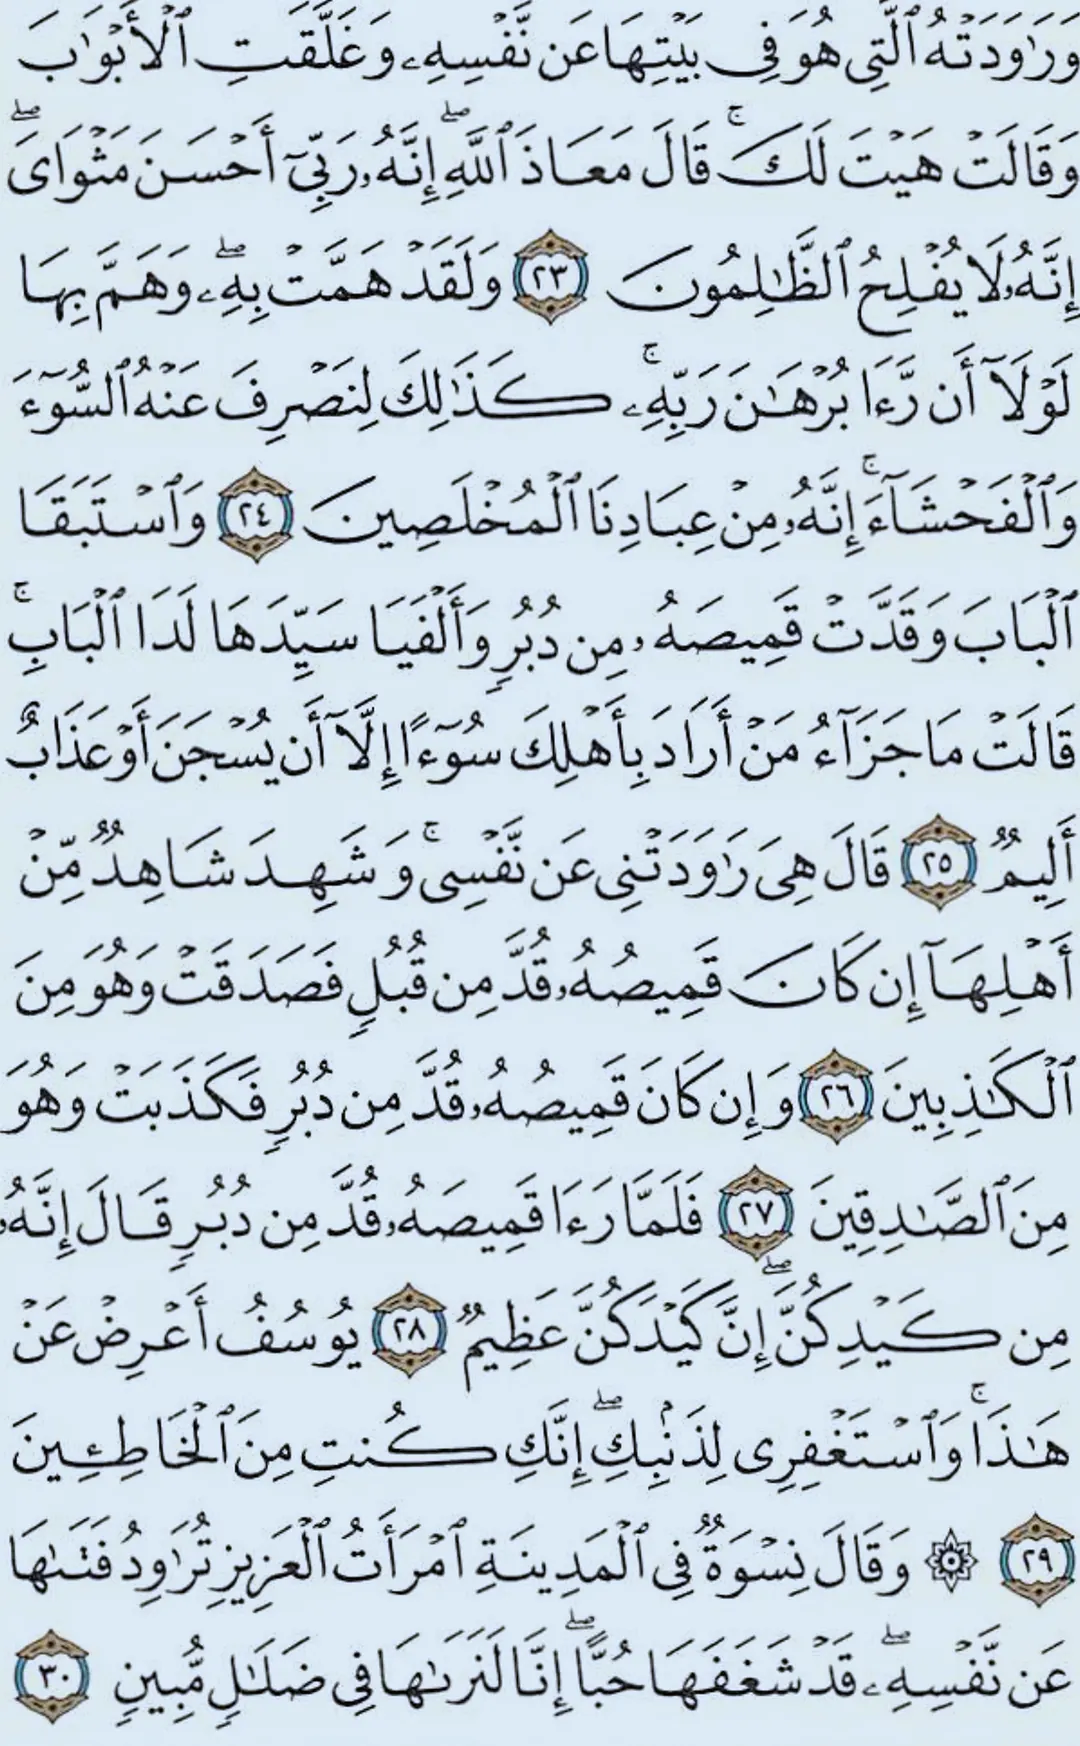 وَرَٰوَدَتۡهُ ٱلَّتِي هُوَ فِي بَيۡتِهَا عَن نَّفۡسِهِۦ وَغَلَّقَتِ ٱلۡأَبۡوَٰبَ
وَقَالَتۡ هَيۡتَ لَكَۚ قَالَ مَعَاذَ ٱللَّهِۖ إِنَّهُۥ رَبِّيٓ أَحۡسَنَ مَثۡوَايَۖ
إِنَّهُۥ لَا يُفۡلِحُ ٱلظَّٰلِمُونَ ٢٣ وَلَقَدۡ هَمَّتۡ بِهِۦۖ وَهَمَّ بِهَا
لَوۡلَآ أَن رَّءَا بُرۡهَٰنَ رَبِّهِۦۚ كَذَٰلِكَ لِنَصۡرِفَ عَنۡهُ ٱلسُّوٓءَ
وَٱلۡفَحۡشَآءَۚ إِنَّهُۥ مِنۡ عِبَادِنَا ٱلۡمُخۡلَصِينَ ٢٤ وَٱسۡتَبَقَا
ٱلۡبَابَ وَقَدَّتۡ قَمِيصَهُۥ مِن دُبُرٖ وَأَلۡفَيَا سَيِّدَهَا لَدَا ٱلۡبَابِۚ
قَالَتۡ مَا جَزَآءُ مَنۡ أَرَادَ بِأَهۡلِكَ سُوٓءًا إِلَّآ أَن يُسۡجَنَ أَوۡ عَذَابٌ
أَلِيمٞ ٢٥ قَالَ هِيَ رَٰوَدَتۡنِي عَن نَّفۡسِيۚ وَشَهِدَ شَاهِدٞ مِّنۡ
أَهۡلِهَآ إِن كَانَ قَمِيصُهُۥ قُدَّ مِن قُبُلٖ فَصَدَقَتۡ وَهُوَ مِنَ
ٱلۡكَٰذِبِينَ ٢٦ وَإِن كَانَ قَمِيصُهُۥ قُدَّ مِن دُبُرٖ فَكَذَبَتۡ وَهُوَ
مِنَ ٱلصَّٰدِقِينَ ٢٧ فَلَمَّا رَءَا قَمِيصَهُۥ قُدَّ مِن دُبُرٖ قَالَ إِنَّهُۥ
مِن كَيۡدِكُنَّۖ إِنَّ كَيۡدَكُنَّ عَظِيمٞ ٢٨ يُوسُفُ أَعۡرِضۡ عَنۡ
هَٰذَاۚ وَٱسۡتَغۡفِرِي لِذَنۢبِكِۖ إِنَّكِ كُنتِ مِنَ ٱلۡخَاطِـِٔينَ
٢٩ ۞ وَقَالَ نِسۡوَةٞ فِي ٱلۡمَدِينَةِ ٱمۡرَأَتُ ٱلۡعَزِيزِ تُرَٰوِدُ فَتَىٰهَا
عَن نَّفۡسِهِۦۖ قَدۡ شَغَفَهَا حُبًّاۖ إِنَّا لَنَرَىٰهَا فِي ضَلَٰلٖ مُّبِينٖ ٣٠